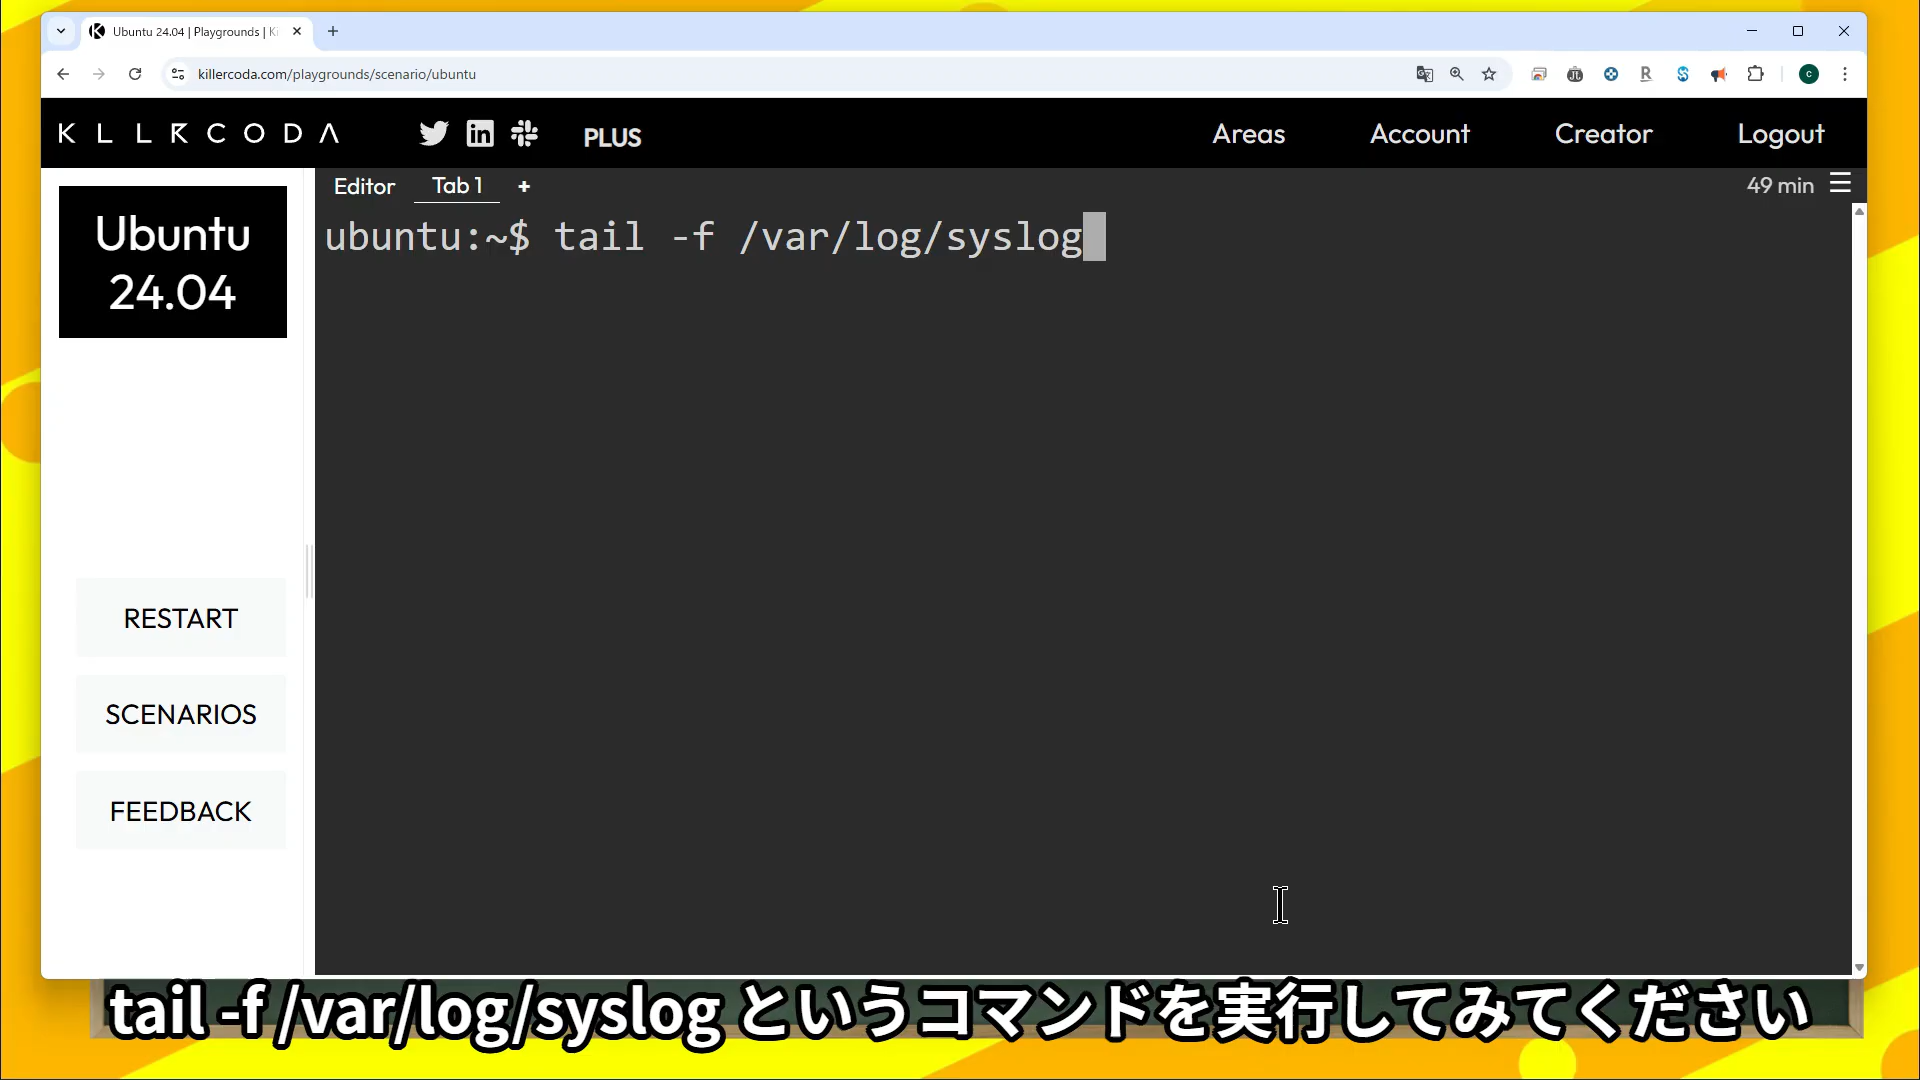 Ubuntu 24.04 | Playgrounds | Ki
killercoda.com/playgrounds/scenario/ubuntu
KLLRCODA
PLUS
Areas
Account
Creator
Logout
Ubuntu
24.04
Editor
Tab 1
+
49 min
ubuntu:~$ tail -f /var/log/syslog
RESTART
SCENARIOS
FEEDBACK
tail -f /var/log/syslog というコマンドを実行してみてください